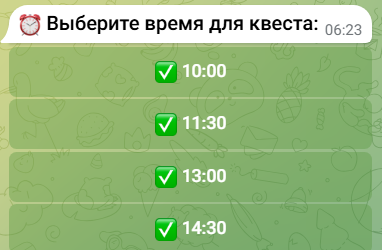 ⏰ Выберите время для квеста: 06:23
✅ 10:00
✅ 11:30
✅ 13:00
✅ 14:30